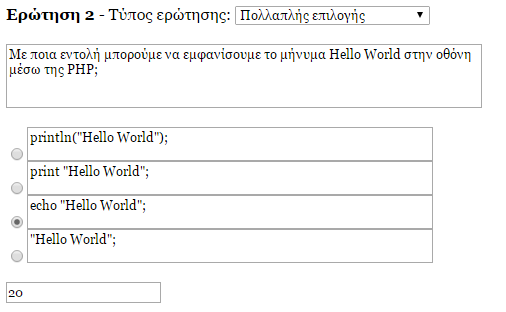 Ερώτηση 2 - Τύπος ερώτησης: Πολλαπλής επιλογής
Με ποια εντολή μπορούμε να εμφανίσουμε το μήνυμα Hello World στην οθόνη
μέσω της PHP;
println("Hello World");
print "Hello World";
echo "Hello World";
"Hello World";
20